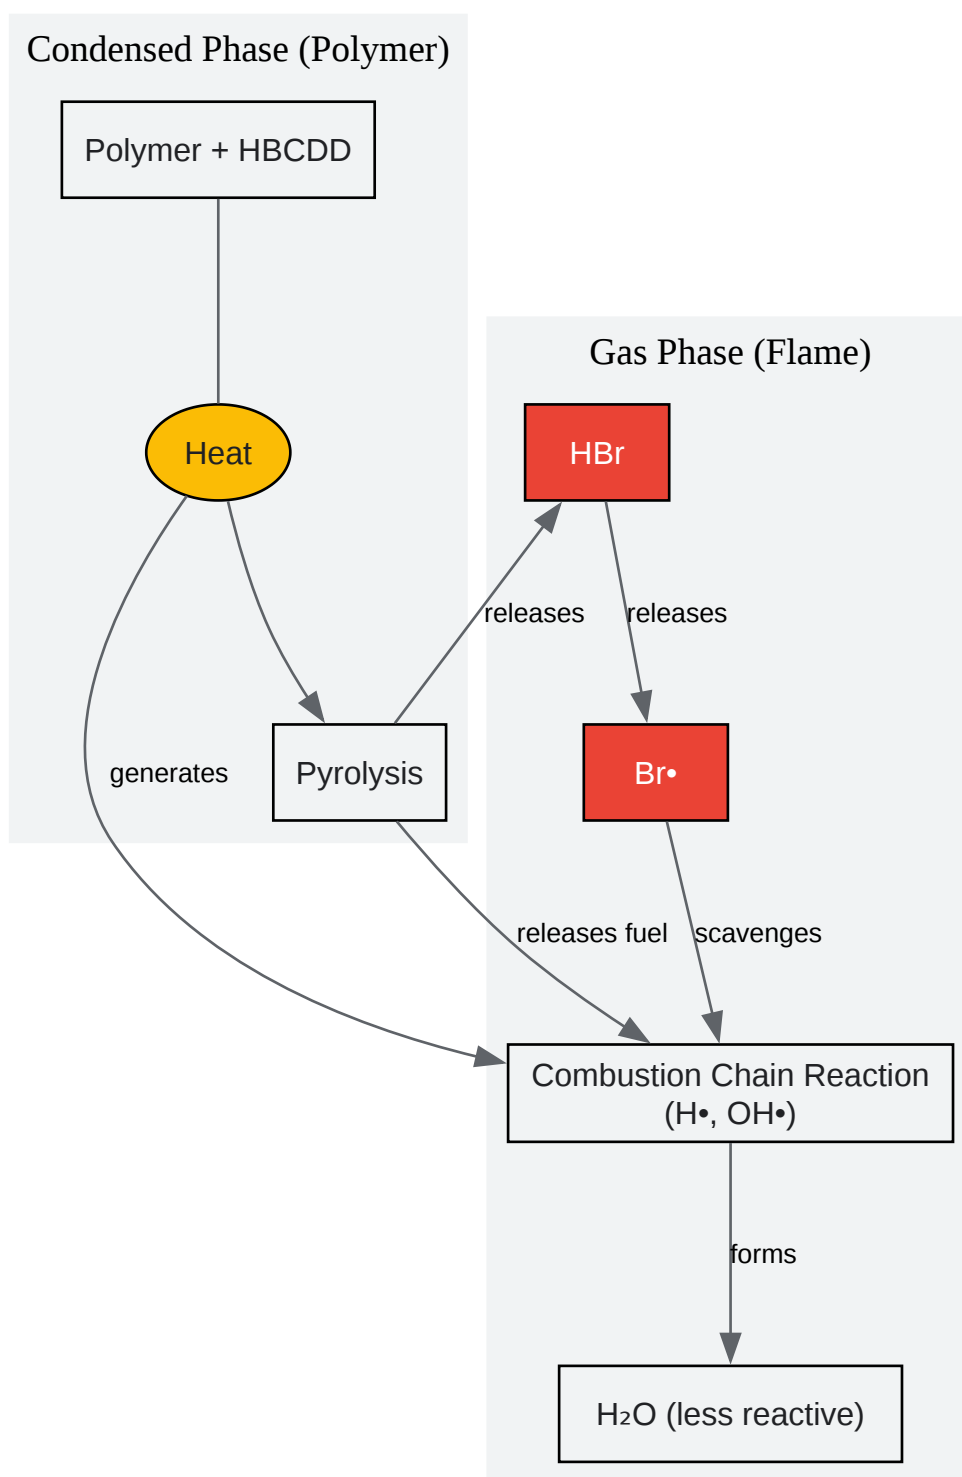 Condensed Phase (Polymer)
Polymer + HBCDD
Gas Phase (Flame)
Heat
HBr
releases
releases
generates
Pyrolysis
Br•
releases fuel
scavenges
Combustion Chain Reaction
(H•, OH•)
forms
H₂O (less reactive)